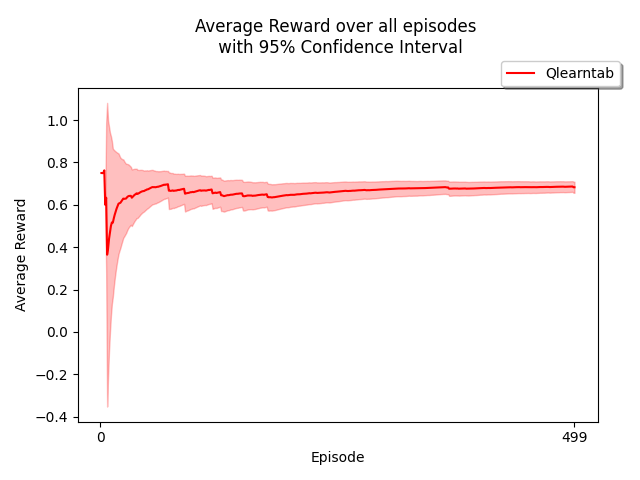 Average Reward over all episodes
with 95% Confidence Interval
Qlearntab
1.0
0.8
0.6
0.4
0.2
0.0
−0.2
−0.4
Average Reward
0
499
Episode